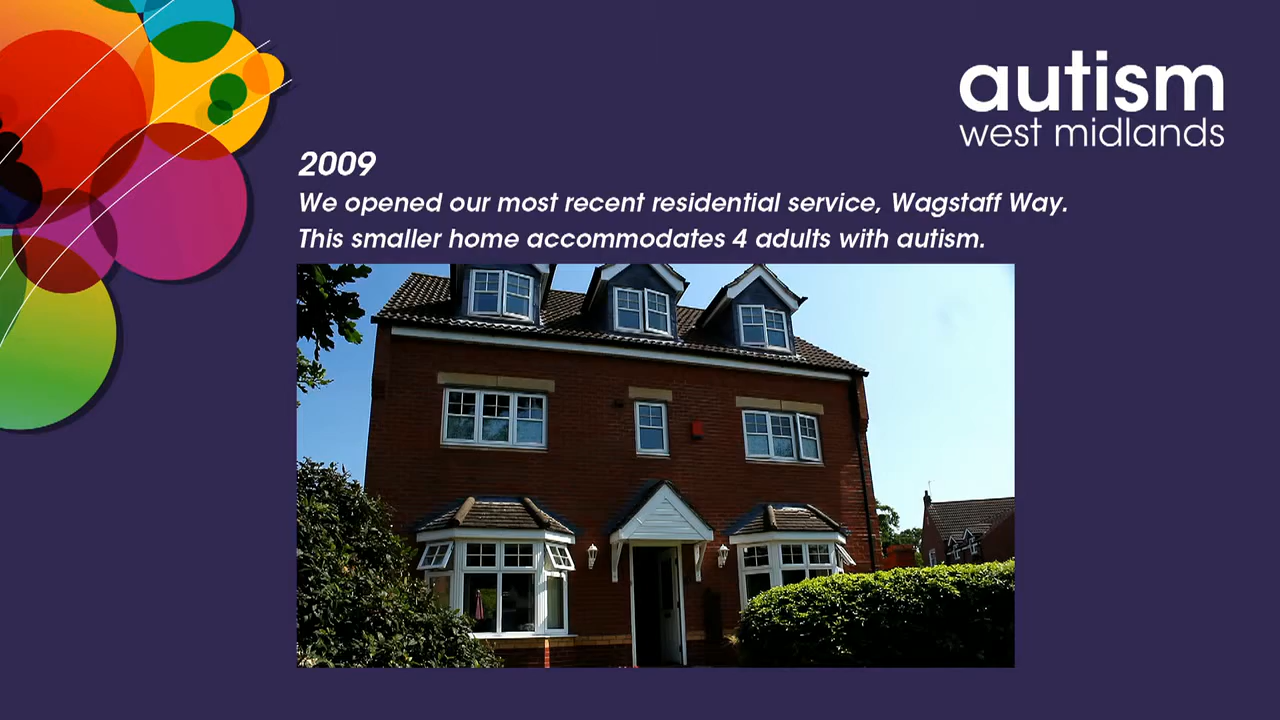 autism
west midlands
2009
We opened our most recent residential service, Wagstaff Way.
This smaller home accommodates 4 adults with autism.